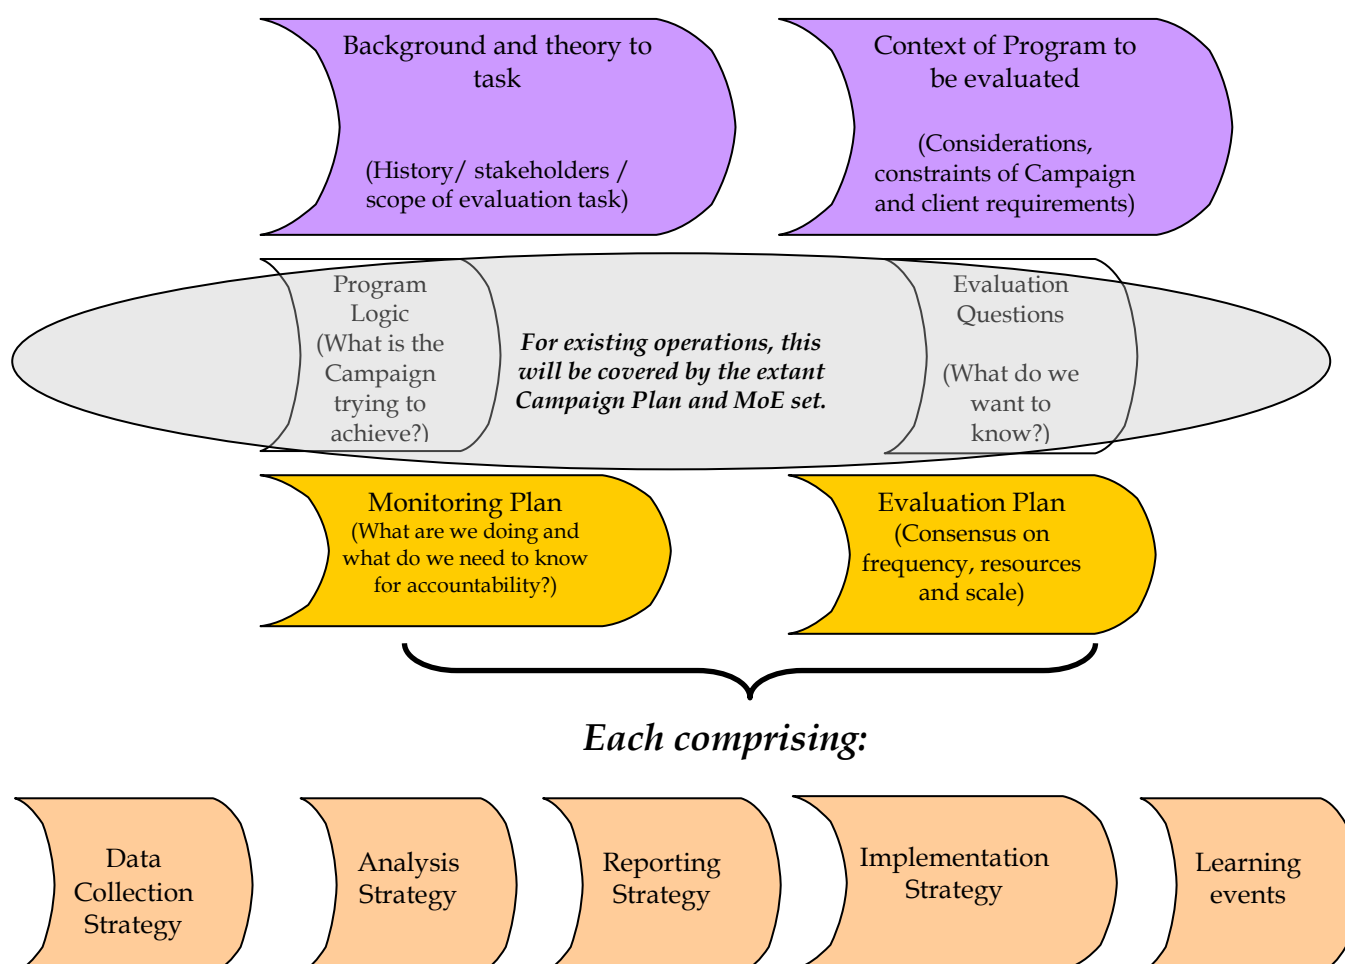 Background and theory to
task
(History/ stakeholders /
scope of evaluation task)
Context of Program to
be evaluated
(Considerations,
constraints of Campaign
and client requirements)
Program
Logic
(What is the
Campaign
trying to
achieve?)
For existing operations, this
will be covered by the extant
Campaign Plan and MoE set.
Evaluation
Questions
(What do we
want to
know?)
Monitoring Plan
(What are we doing and
what do we need to know
for accountability?)
Evaluation Plan
(Consensus on
frequency, resources
and scale)
Each comprising:
Data
Collection
Strategy
Analysis
Strategy
Reporting
Strategy
Implementation
Strategy
Learning
events